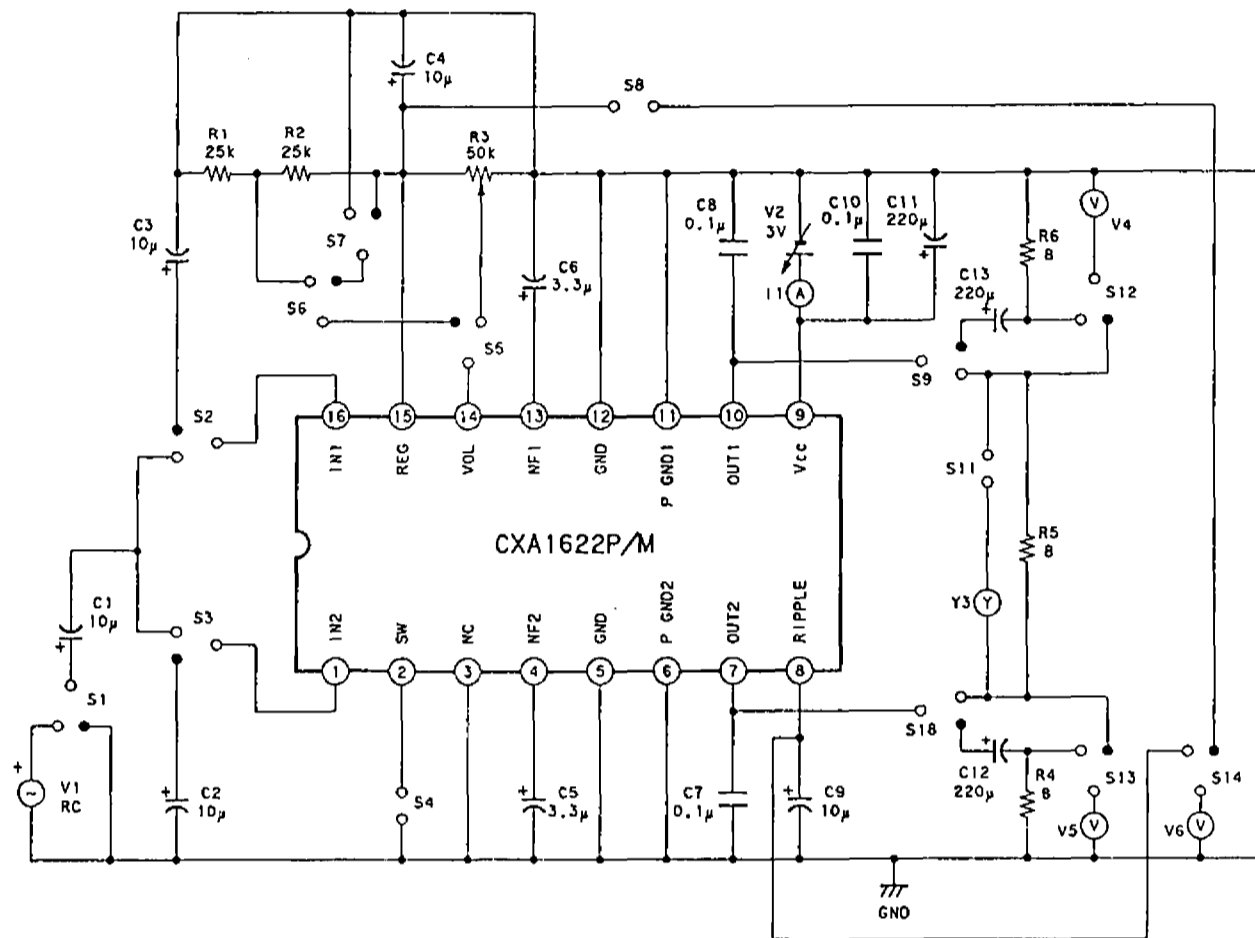 C4
10μ
S8
R1
25k
R2
25k
R3
50k
C3
10μ
+
S7
S6
S5
C6
3.3μ
+
C8
0.1μ
V2
3V
I1
A
C10
0.1μ
C11
220μ
+
R6
8
V
V4
C13
220μ
+
S12
S9
S2
16
15
14
13
12
11
10
9
IN1
REG
VOL
NF1
GND
P GND1
OUT1
Vcc
S11
CXA1622P/M
R5
8
Y3
Y
C1
10μ
+
S3
IN2
SW
NC
NF2
GND
P GND2
OUT2
RIPPLE
1
2
3
4
5
6
7
8
S1
+
V1
RC
~
C2
10μ
+
S4
C5
3.3μ
+
C7
0.1μ
C9
10μ
+
S18
C12
220μ
+
R4
8
S13
V5
V
S14
V6
V
GND